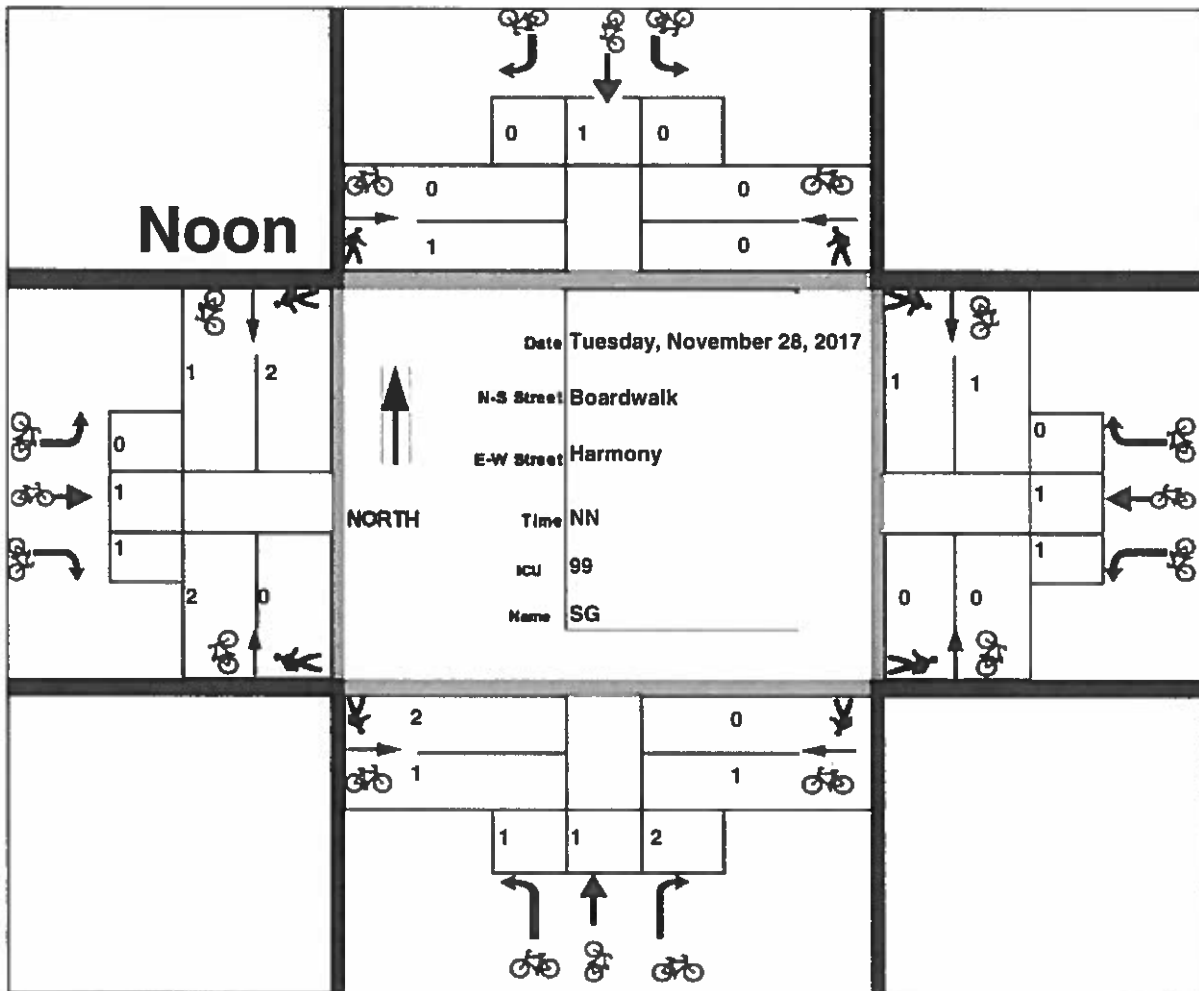 0 1 0
0 0
Noon
1 0
Date Tuesday, November 28, 2017
1 2
1 1
N-S Street Boardwalk
0
0
E-W Street Harmony
1
1
NORTH
Time NN
1
1
ICU 99
2 0
0 0
Name SG
2 0
1 1
1 1 2